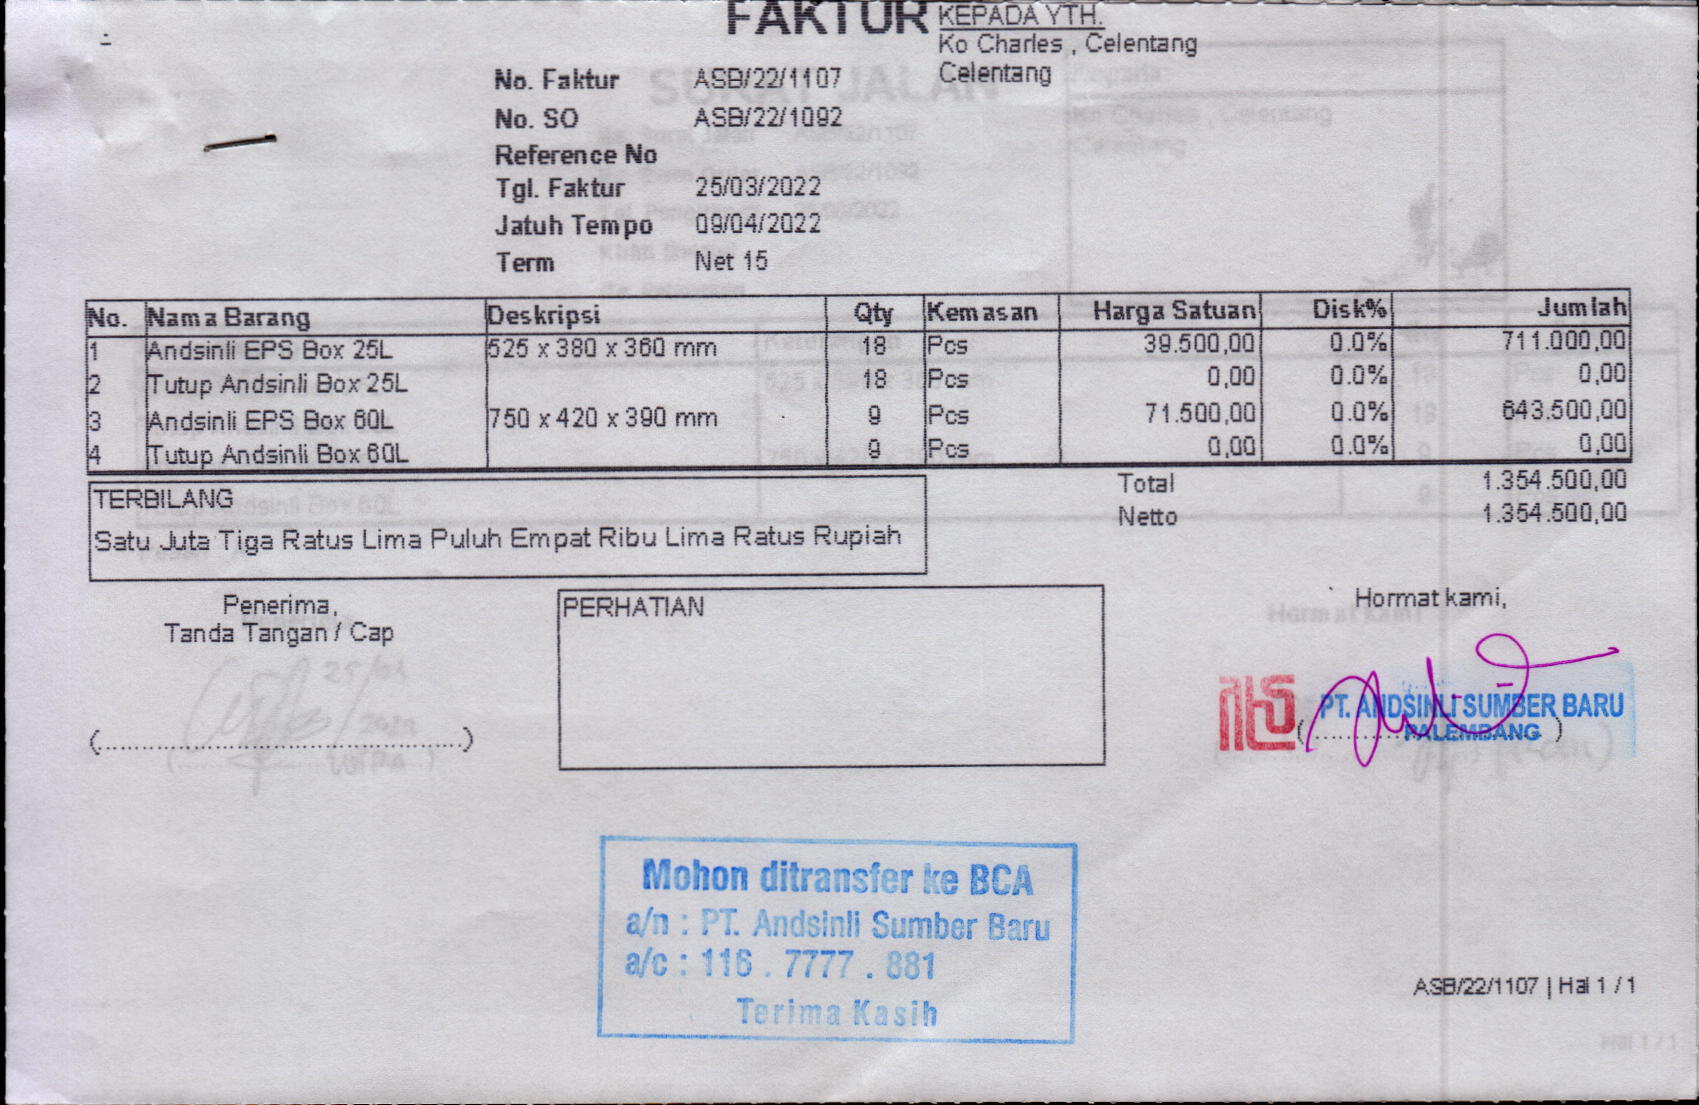 FAKTUR
KEPADA YTH.
Ko Charles , Celentang
Celentang
No. Faktur ASB/22/1107
No. SO ASB/22/1092
Reference No
Tgl. Faktur 25/03/2022
Jatuh Tempo 09/04/2022
Term Net 15
No. Nama Barang Deskripsi Qty Kemasan Harga Satuan Disk% Jumlah
1 Andsinli EPS Box 25L 525 x 380 x 360 mm 18 Pcs 39.500,00 0.0% 711.000,00
2 Tutup Andsinli Box 25L 18 Pcs 0,00 0.0% 0,00
3 Andsinli EPS Box 60L 750 x 420 x 390 mm 9 Pcs 71.500,00 0.0% 643.500,00
4 Tutup Andsinli Box 60L 9 Pcs 0,00 0.0% 0,00
Total 1.354.500,00
Netto 1.354.500,00
TERBILANG
Satu Juta Tiga Ratus Lima Puluh Empat Ribu Lima Ratus Rupiah
Penerima,
Tanda Tangan / Cap
PERHATIAN
Hormat kami,
PT. ANDSINLI SUMBER BARU
PALEMBANG
Mohon ditransfer ke BCA
a/n : PT. Andsinli Sumber Baru
a/c : 116 . 7777 . 881
Terima Kasih
ASB/22/1107 | Hal 1 / 1